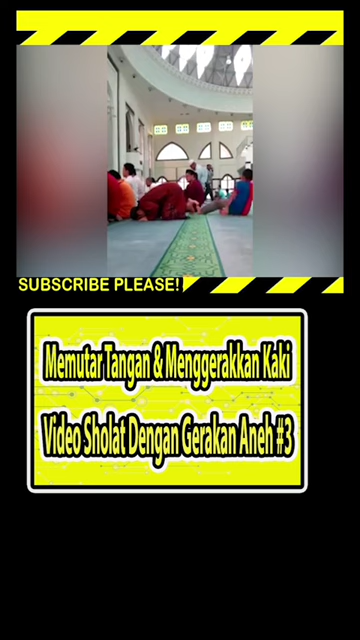 SUBSCRIBE PLEASE!
Memutar Tangan & Menggerakkan Kaki
Video Sholat Dengan Gerakan Aneh #3